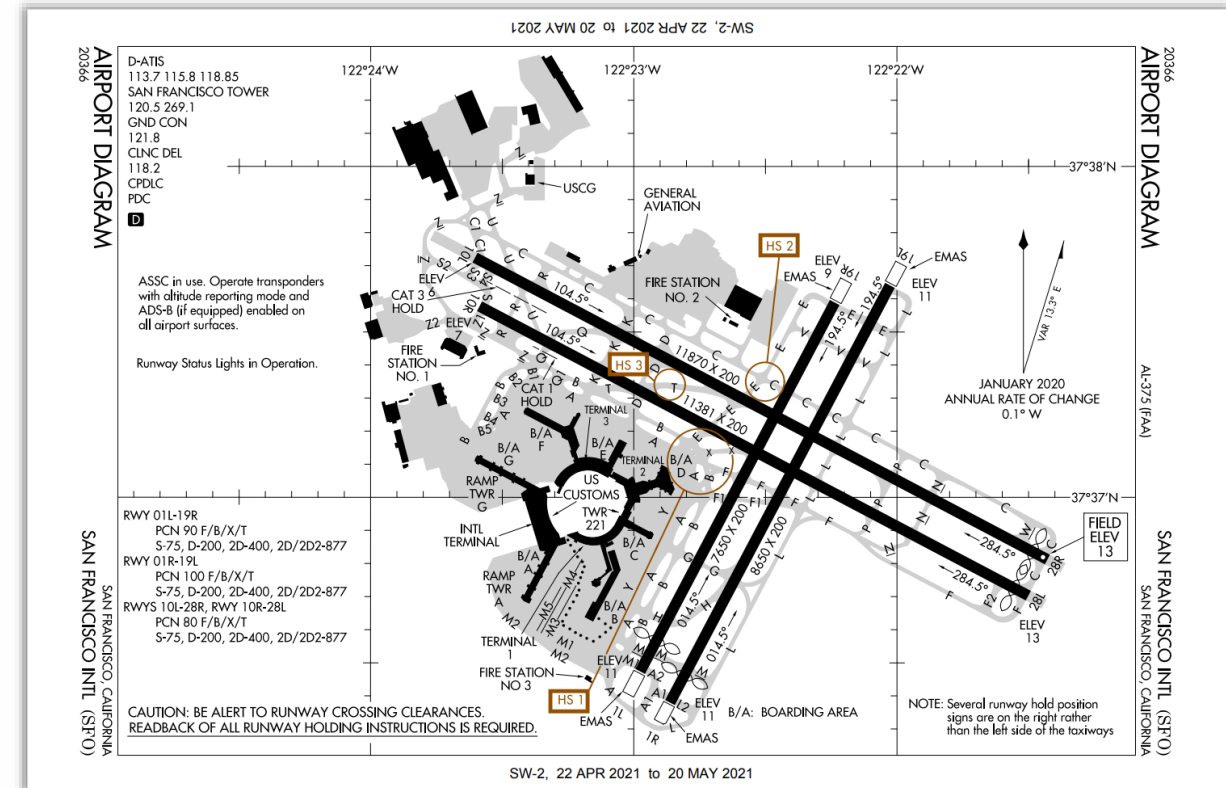 SW-2, 22 APR 2021 to 20 MAY 2021
20366
AIRPORT DIAGRAM
20366
AIRPORT DIAGRAM
D-ATIS
113.7 115.8 118.85
SAN FRANCISCO TOWER
120.5 269.1
GND CON
121.8
CLNC DEL
118.2
CPDLC
PDC
D
ASSC in use. Operate transponders
with altitude reporting mode and
ADS-B (if equipped) enabled on
all airport surfaces.
Runway Status Lights in Operation.
122°24'W
122°23'W
122°22'W
37°38'N
37°37'N
USCG
GENERAL
AVIATION
HS 2
FIRE STATION
NO. 2
ELEV
9
EMAS
19R
19L
EMAS
ELEV
11
194.5°
194.5°
VAR 13.3° E
JANUARY 2020
ANNUAL RATE OF CHANGE
0.1° W
AL-375 (FAA)
10L
ELEV
6
CAT 3
HOLD
10R
ELEV
7
104.5°
104.5°
FIRE
STATION
NO. 1
HS 3
11870 X 200
11381 X 200
CAT 1
HOLD
TERMINAL
3
B/A
F
B/A
E
TERMINAL
2
B/A
D
B/A
G
RAMP
TWR
G
US
CUSTOMS
TWR
221
INTL
TERMINAL
B/A
C
B/A
A
RAMP
TWR
A
B/A
B
M5
M4
M3
M2
M1
M2
TERMINAL
1
FIRE STATION
NO 3
HS 1
7650 X 200
8650 X 200
014.5°
014.5°
284.5°
284.5°
28R
28L
ELEV
13
FIELD
ELEV
13
ELEV
11
EMAS
1L
1R
EMAS
ELEV
11
B/A: BOARDING AREA
RWY 01L-19R
PCN 90 F/B/X/T
S-75, D-200, 2D-400, 2D/2D2-877
RWY 01R-19L
PCN 100 F/B/X/T
S-75, D-200, 2D-400, 2D/2D2-877
RWYS 10L-28R, RWY 10R-28L
PCN 80 F/B/X/T
S-75, D-200, 2D-400, 2D/2D2-877
CAUTION: BE ALERT TO RUNWAY CROSSING CLEARANCES.
READBACK OF ALL RUNWAY HOLDING INSTRUCTIONS IS REQUIRED.
NOTE: Several runway hold position
signs are on the right rather
than the left side of the taxiways
SAN FRANCISCO, CALIFORNIA
SAN FRANCISCO INTL (SFO)
SAN FRANCISCO, CALIFORNIA
SAN FRANCISCO INTL (SFO)
SW-2, 22 APR 2021 to 20 MAY 2021